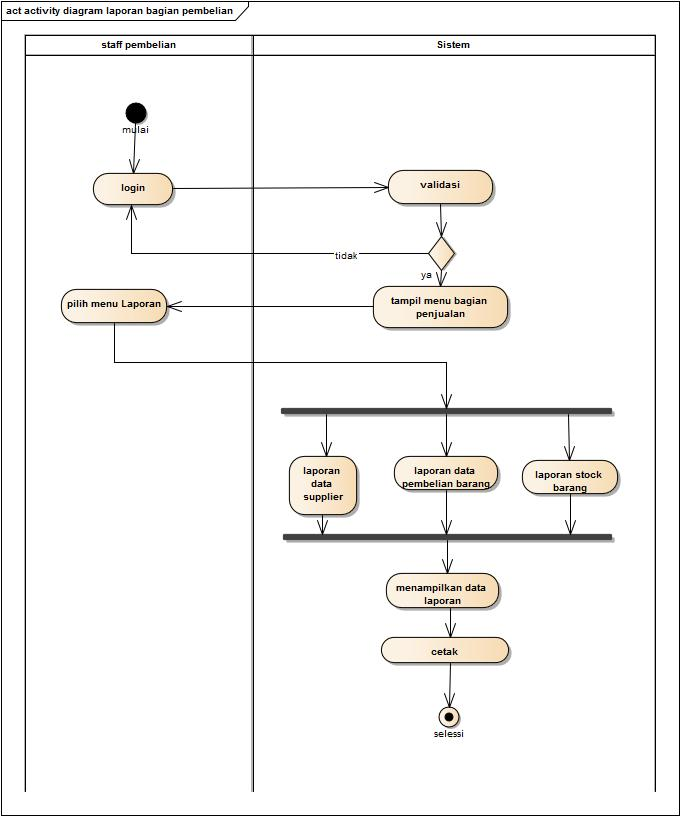 act activity diagram laporan bagian pembelian
staff pembelian
Sistem
mulai
login
validasi
tidak
ya
pilih menu Laporan
tampil menu bagian
penjualan
laporan
data
supplier
laporan data
pembelian barang
laporan stock
barang
menampilkan data
laporan
cetak
selessi